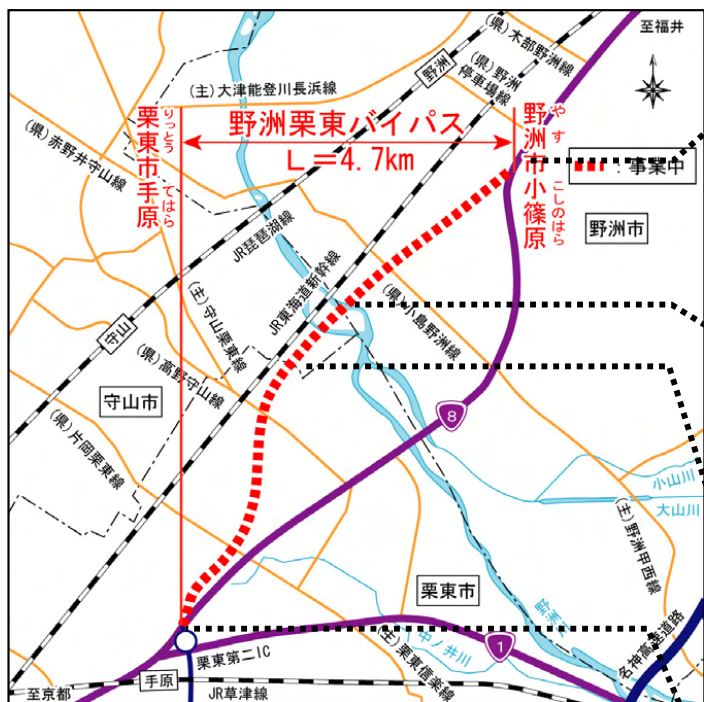 至福井
(県)木部野洲線
(県)野洲
停車場線
野洲
(主)大津能登川長浜線
(県)赤野井守山線
栗東市手原
りっとう
てはら
野洲栗東バイパス
L=4.7km
野洲市小篠原
やす
こしのはら
:事業中
野洲市
JR琵琶湖線
JR東海道新幹線
(主)守山栗東線
(県)小島野洲線
守山
(県)高野守山線
守山市
(県)片岡栗東線
8
小山川
大山川
(主)野洲甲西線
栗東市
野洲川
名神高速道路
中ノ井川
1
栗東第二IC
(主)栗東信楽線
手原
至京都
JR草津線